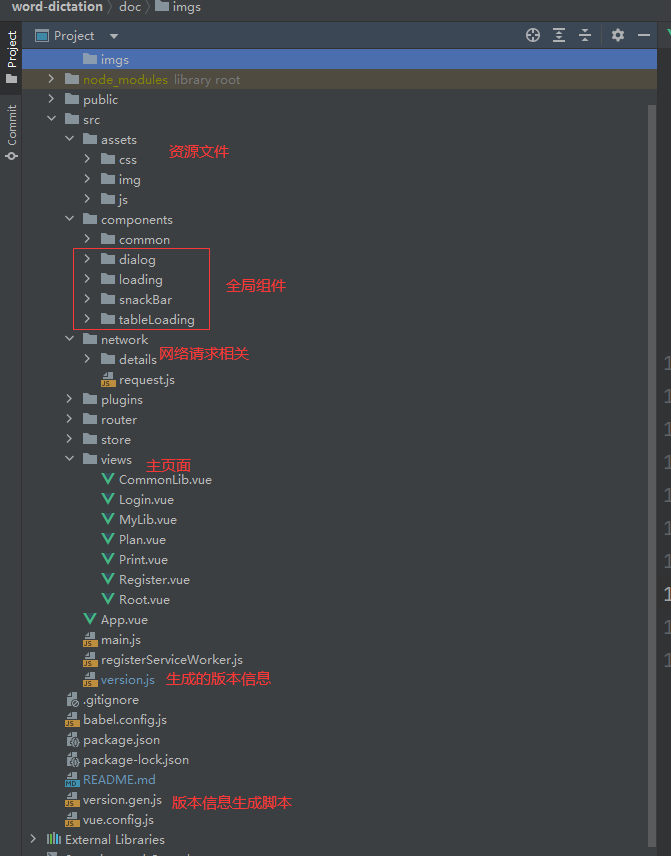 word-dictation 〉 doc 〉 imgs
Project
Project
Commit
imgs
node_modules library root
public
src
assets
资源文件
css
img
js
components
common
dialog
loading
全局组件
snackBar
tableLoading
network
details
网络请求相关
request.js
plugins
router
store
views
主页面
CommonLib.vue
Login.vue
MyLib.vue
Plan.vue
Print.vue
Register.vue
Root.vue
App.vue
main.js
registerServiceWorker.js
version.js
生成的版本信息
.gitignore
babel.config.js
package.json
package-lock.json
README.md
version.gen.js
版本信息生成脚本
vue.config.js
External Libraries